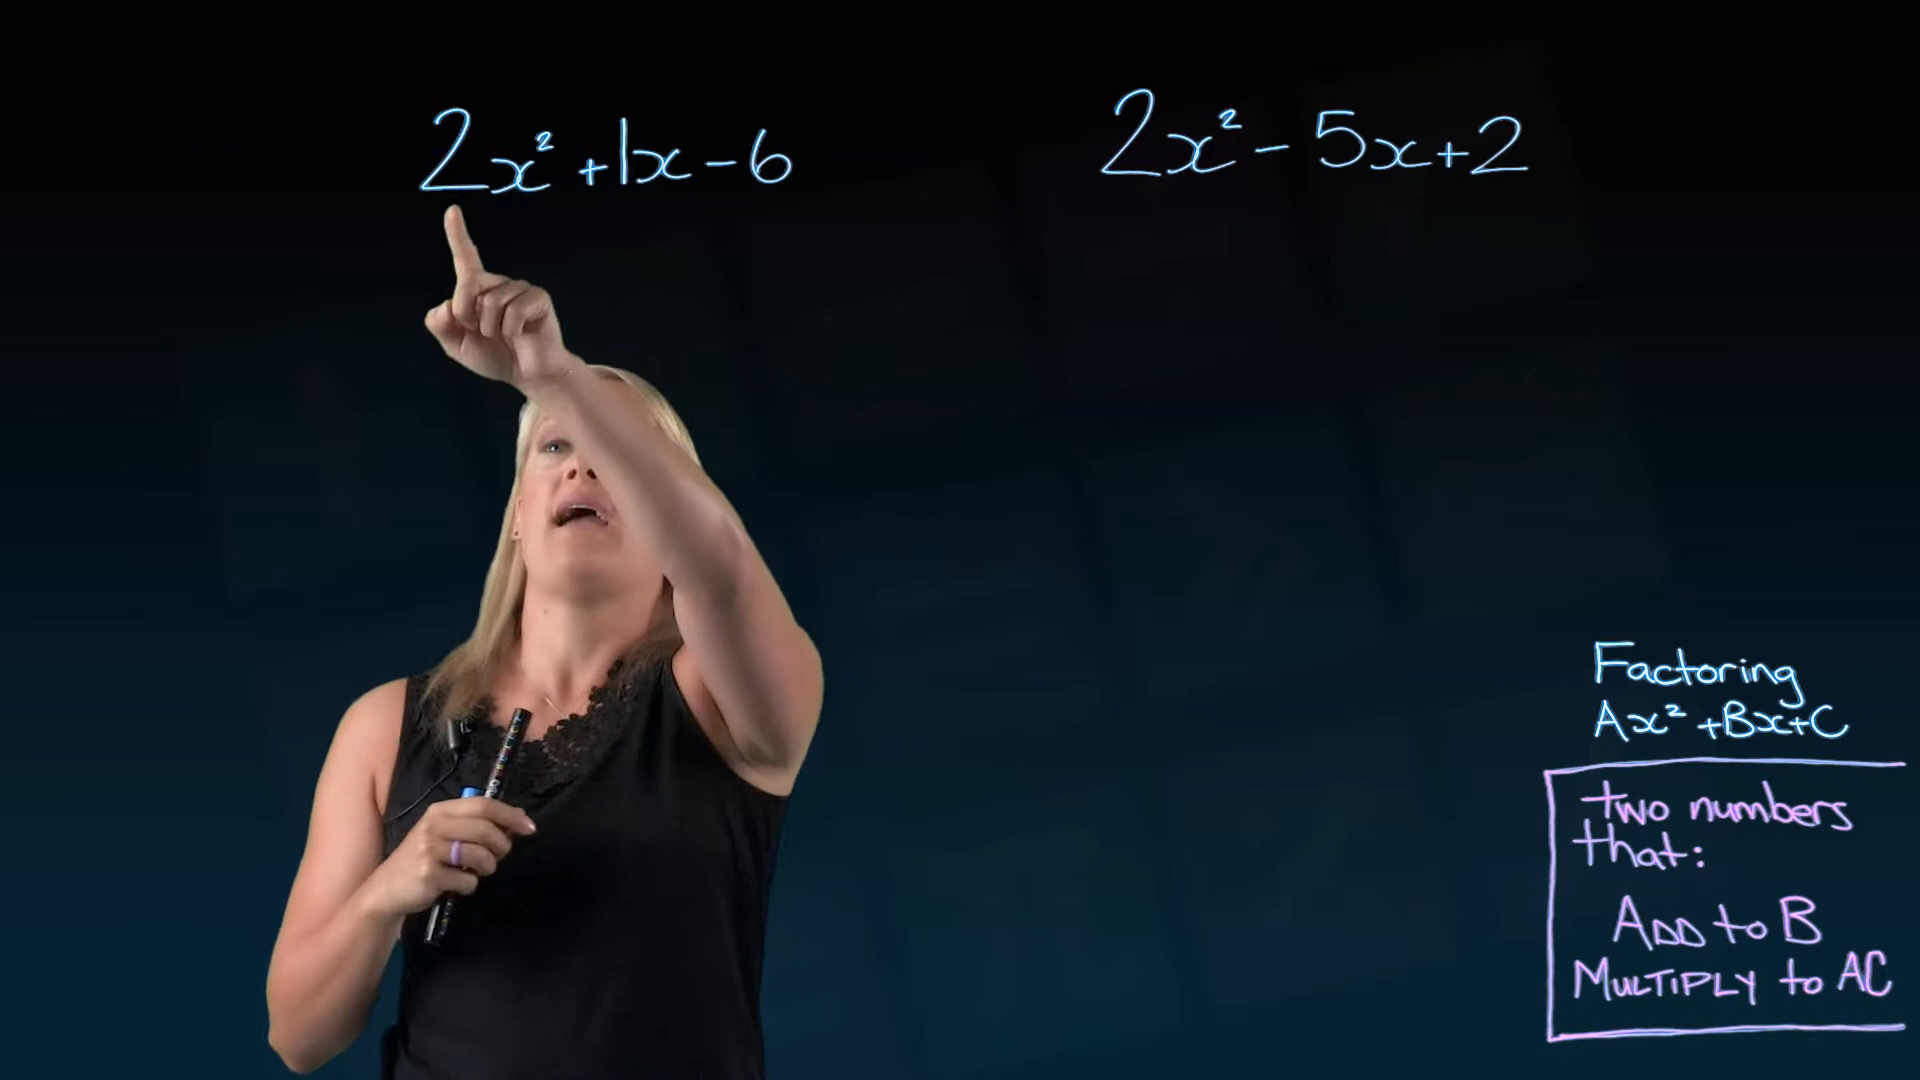 2x² + 1x - 6
2x² - 5x + 2
Factoring
Ax² + Bx + C
two numbers
that:
ADD to B
MULTIPLY to AC